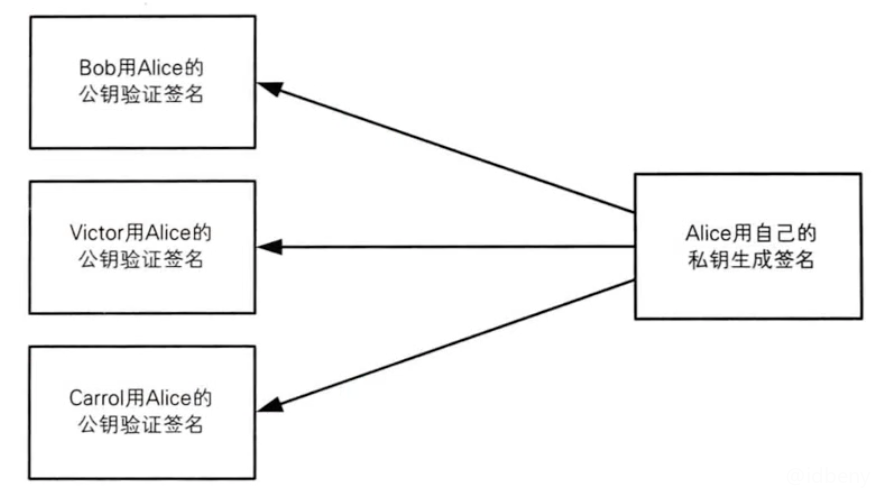 Bob用Alice的
公钥验证签名
Victor用Alice的
公钥验证签名
Alice用自己的
私钥生成签名
Carrol用Alice的
公钥验证签名